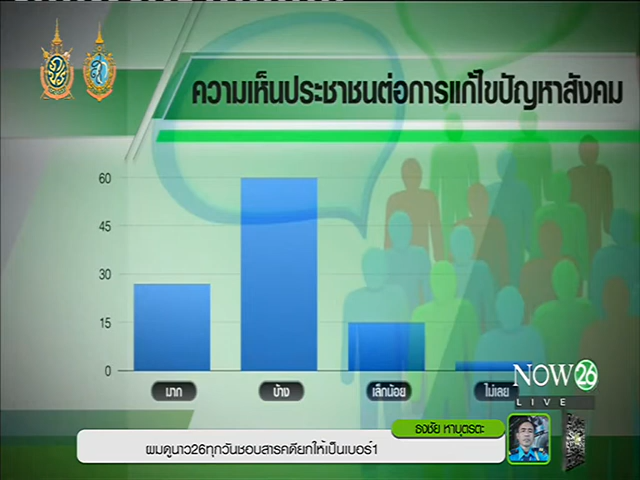 ความเห็นประชาชนต่อการแก้ไขปัญหาสังคม
60
45
30
15
0
มาก
บ้าง
เล็กน้อย
ไม่เลย
NOW 26
LIVE
ธงชัย หาบุตรดะ
ผมดูนาว26ทุกวันชอบสารคดียกให้เป็นเบอร์1